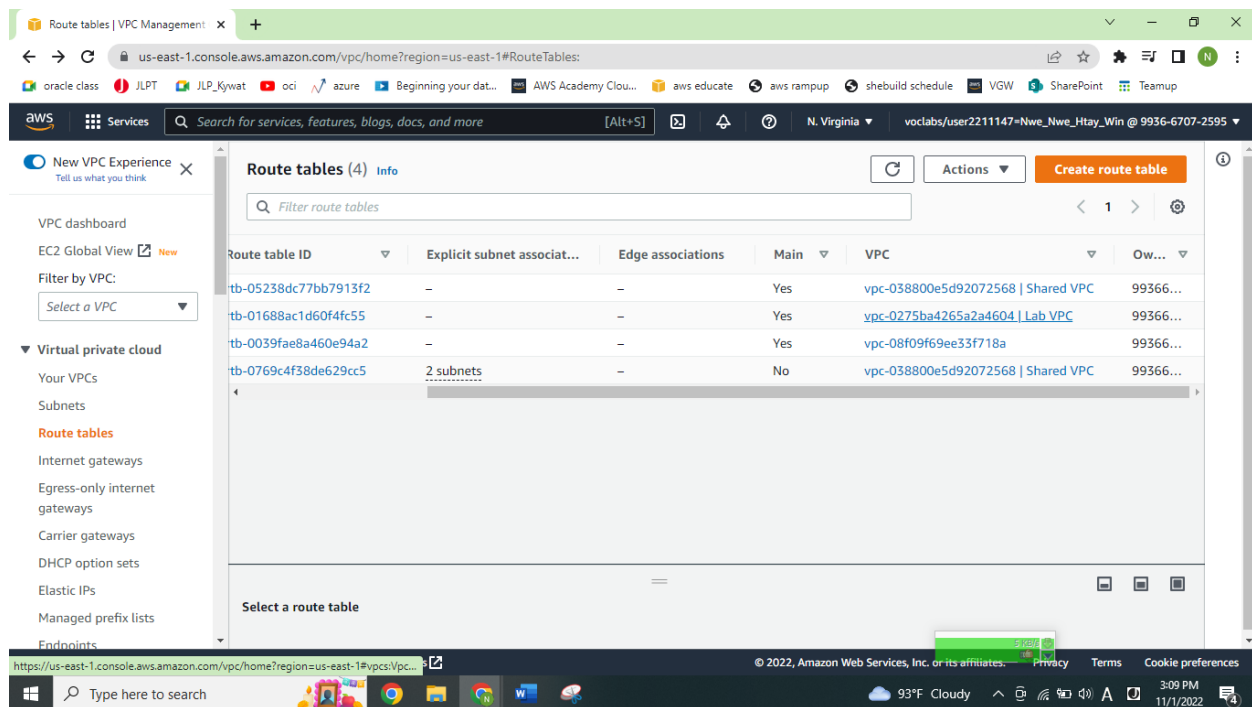 Route tables | VPC Management
us-east-1.console.aws.amazon.com/vpc/home?region=us-east-1#RouteTables:
N
oracle class JLPT JLP_Kywat oci azure Beginning your dat... AWS Academy Clou... aws educate aws rampup shebuild schedule VGW SharePoint Teamup
aws Services Search for services, features, blogs, docs, and more [Alt+S] N. Virginia ▼ voclabs/user2211147=Nwe_Nwe_Htay_Win @ 9936-6707-2595 ▼
New VPC Experience
Tell us what you think
Route tables (4) Info
Actions ▼
Create route table
Filter route tables
1
VPC dashboard
EC2 Global View New
Filter by VPC:
Select a VPC
Virtual private cloud
Your VPCs
Subnets
Route tables
Internet gateways
Egress-only internet
gateways
Carrier gateways
DHCP option sets
Elastic IPs
Managed prefix lists
Endpoints
Route table ID Explicit subnet associat... Edge associations Main VPC Ow...
tb-05238dc77bb7913f2 – – Yes vpc-038800e5d92072568 | Shared VPC 99366...
tb-01688ac1d60f4fc55 – – Yes vpc-0275ba4265a2a4604 | Lab VPC 99366...
tb-0039fae8a460e94a2 – – Yes vpc-08f09f69ee33f718a 99366...
tb-0769c4f38de629cc5 2 subnets – No vpc-038800e5d92072568 | Shared VPC 99366...
Select a route table
https://us-east-1.console.aws.amazon.com/vpc/home?region=us-east-1#vpcs:Vpc...
© 2022, Amazon Web Services, Inc. or its affiliates. Privacy Terms Cookie preferences
Type here to search
93°F Cloudy
3:09 PM
11/1/2022
4